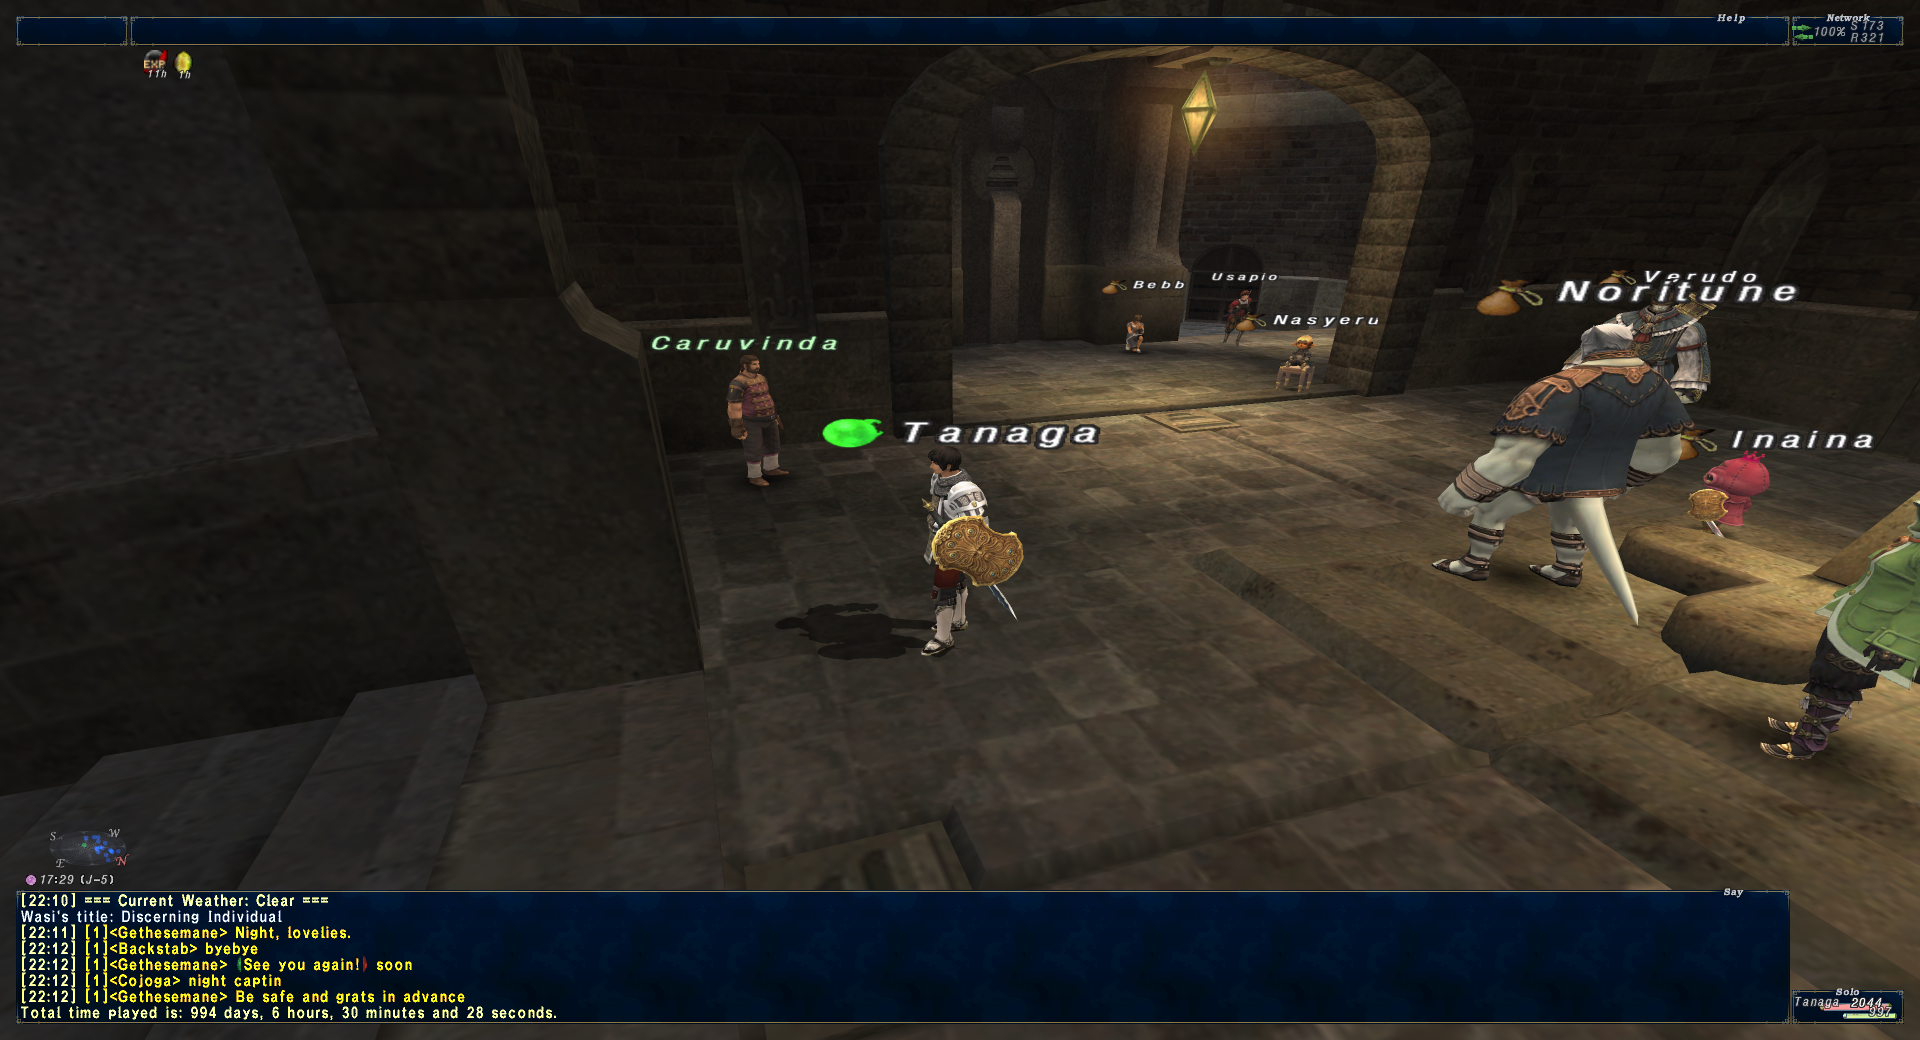 Help
Network
100% S 173
R 321
EXP
11h 1h
Verudo
Usapio
Bebb
Noritune
Nasyeru
Caruvinda
Tanaga
Inaina
S W
E N
17:29 (J-5)
Say
[22:10] === Current Weather: Clear ===
Wasi's title: Discerning Individual
[22:11] [1]<Gethesemane> Night, lovelies.
[22:12] [1]<Backstab> byebye
[22:12] [1]<Gethesemane> (See you again!) soon
[22:12] [1]<Cojoga> night captin
[22:12] [1]<Gethesemane> Be safe and grats in advance
Total time played is: 994 days, 6 hours, 30 minutes and 28 seconds.
Solo
Tanaga 2044
997